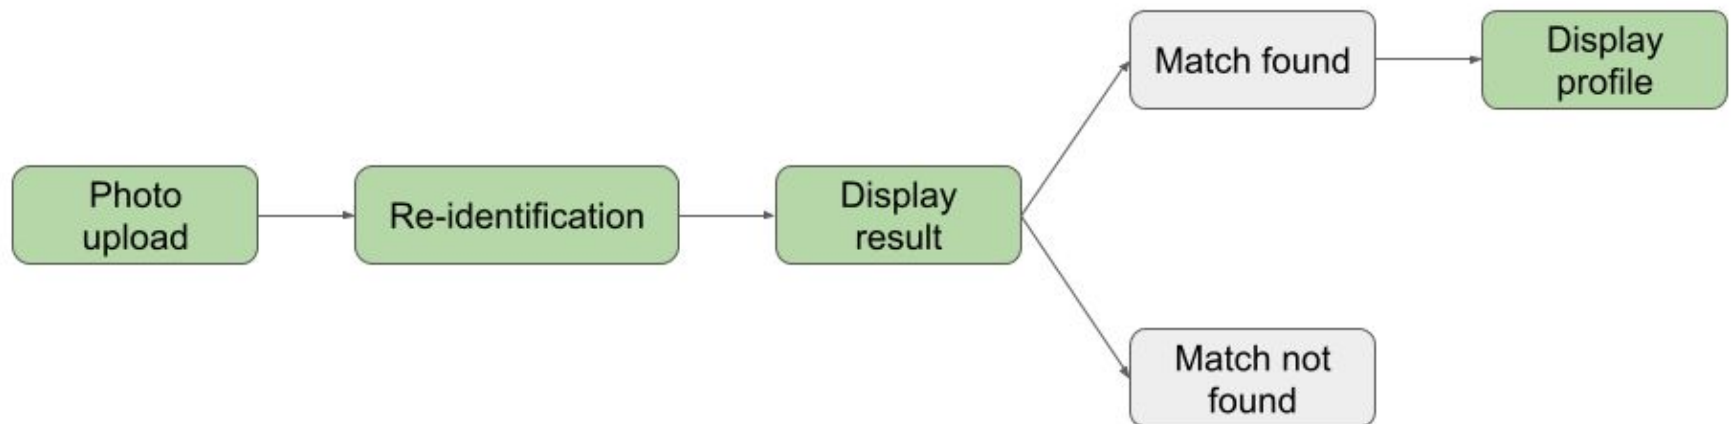 Photo
upload
Re-identification
Display
result
Match found
Display
profile
Match not
found